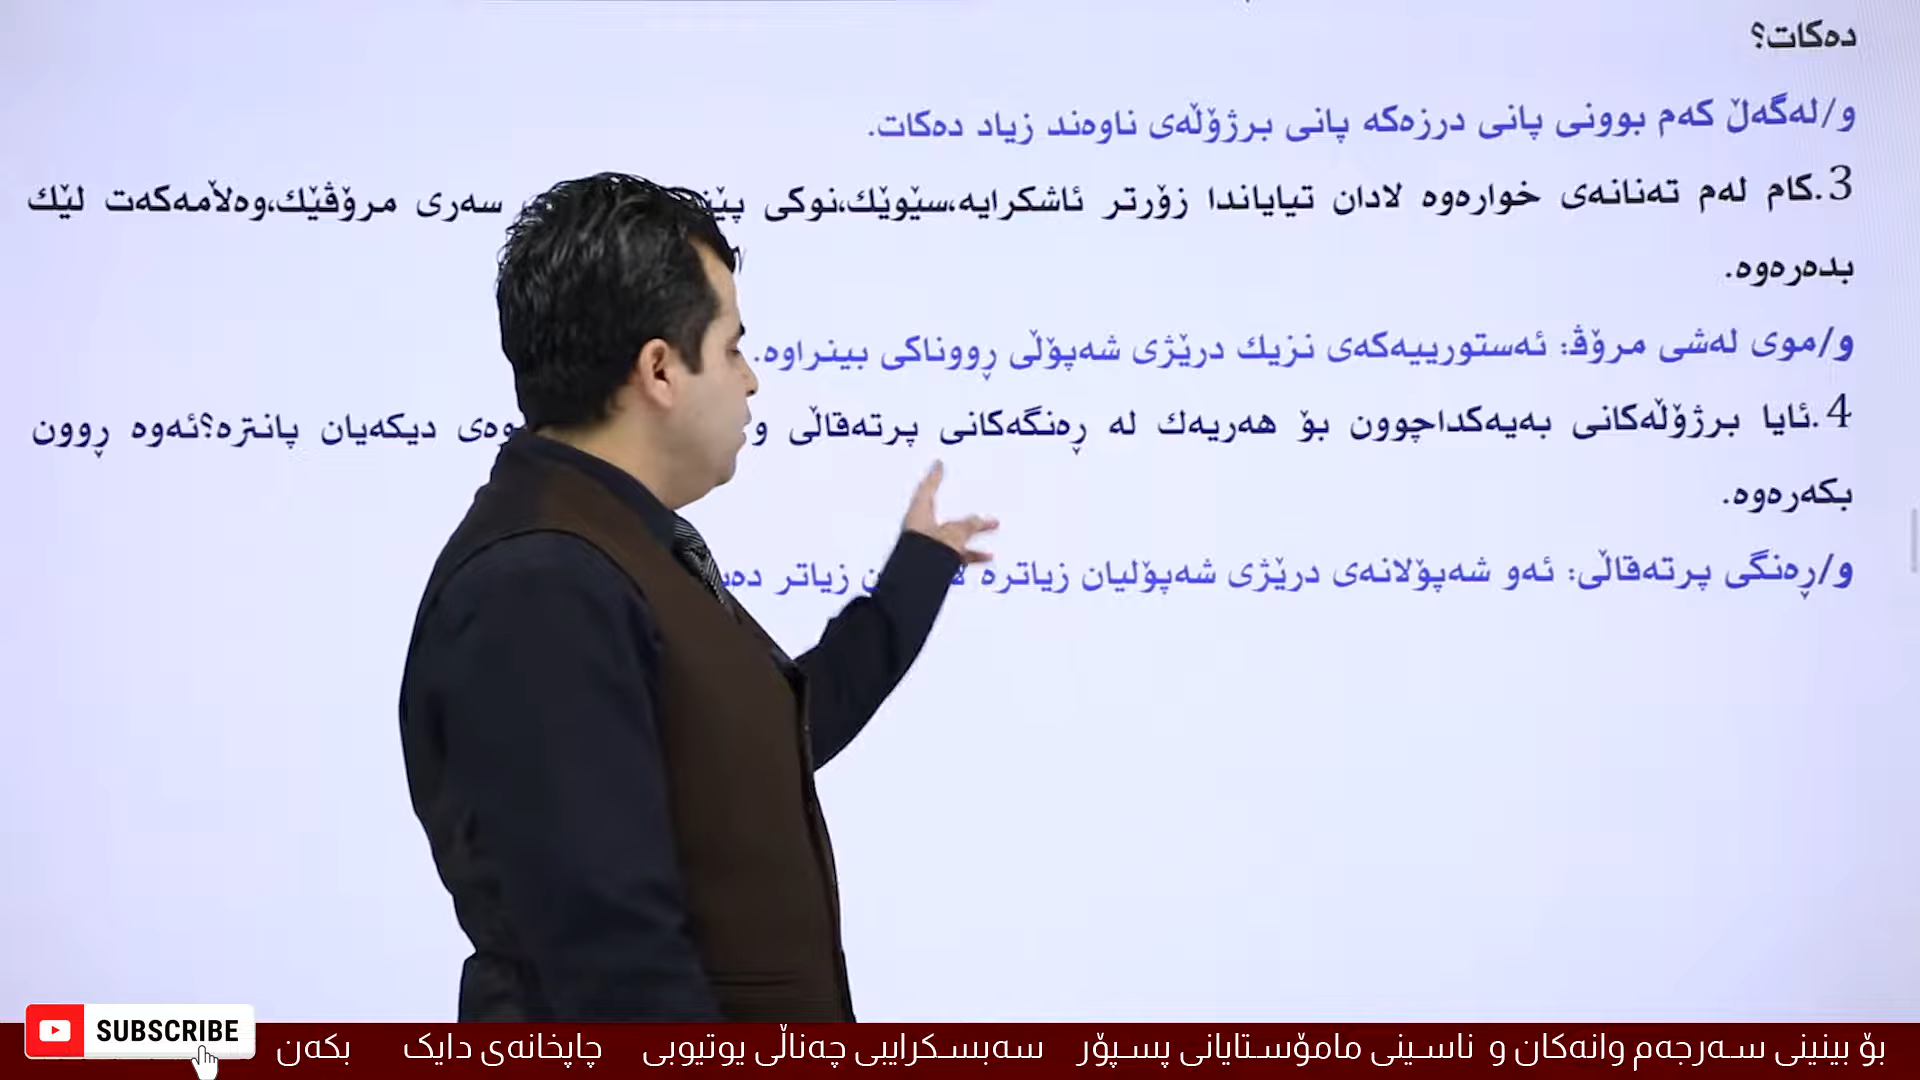 دەکات؟
و/لەگەڵ کەم بوونی پانی درزەکە پانی برژۆڵەی ناوەند زیاد دەکات.
3.کام لەم تەنانەی خوارەوە لادان تیایاندا زۆرتر ئاشکرایە،سێوێك،نوکی سەری مرۆڤێك،وەڵامەکەت لێك
بدەرەوە.
و/موی لەشی مرۆڤ: ئەستورییەکەی نزیك درێژی شەپۆڵی ڕووناکی بینراوە.
4.ئایا برژۆڵەکانی بەیەکداچوون بۆ هەریەك لە ڕەنگەکانی پرتەقاڵی و دیکەیان پانترە؟ئەوە ڕوون
بکەرەوە.
و/ڕەنگی پرتەقاڵی: ئەو شەپۆلانەی درێژی شەپۆلیان زیاترە زیاتر
SUBSCRIBE
بۆ بینینی سەرجەم وانەکان و ناسینی مامۆستایانی پسپۆر سەبسکرایبی چەناڵی یوتیوبی چاپخانەی دایک بکەن